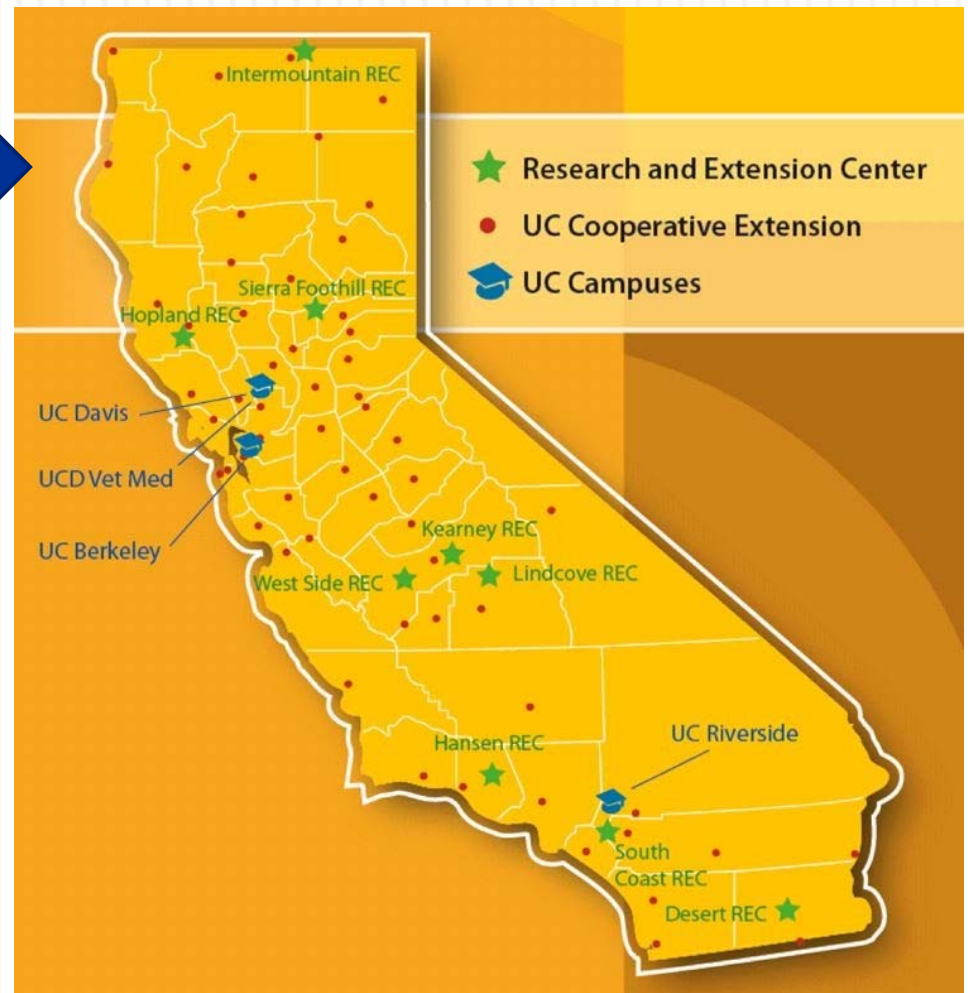 Intermountain REC
Research and Extension Center
UC Cooperative Extension
UC Campuses
Sierra Foothill REC
Hopland REC
UC Davis
UCD Vet Med
UC Berkeley
Kearney REC
West Side REC
Lindcove REC
Hansen REC
UC Riverside
South
Coast REC
Desert REC